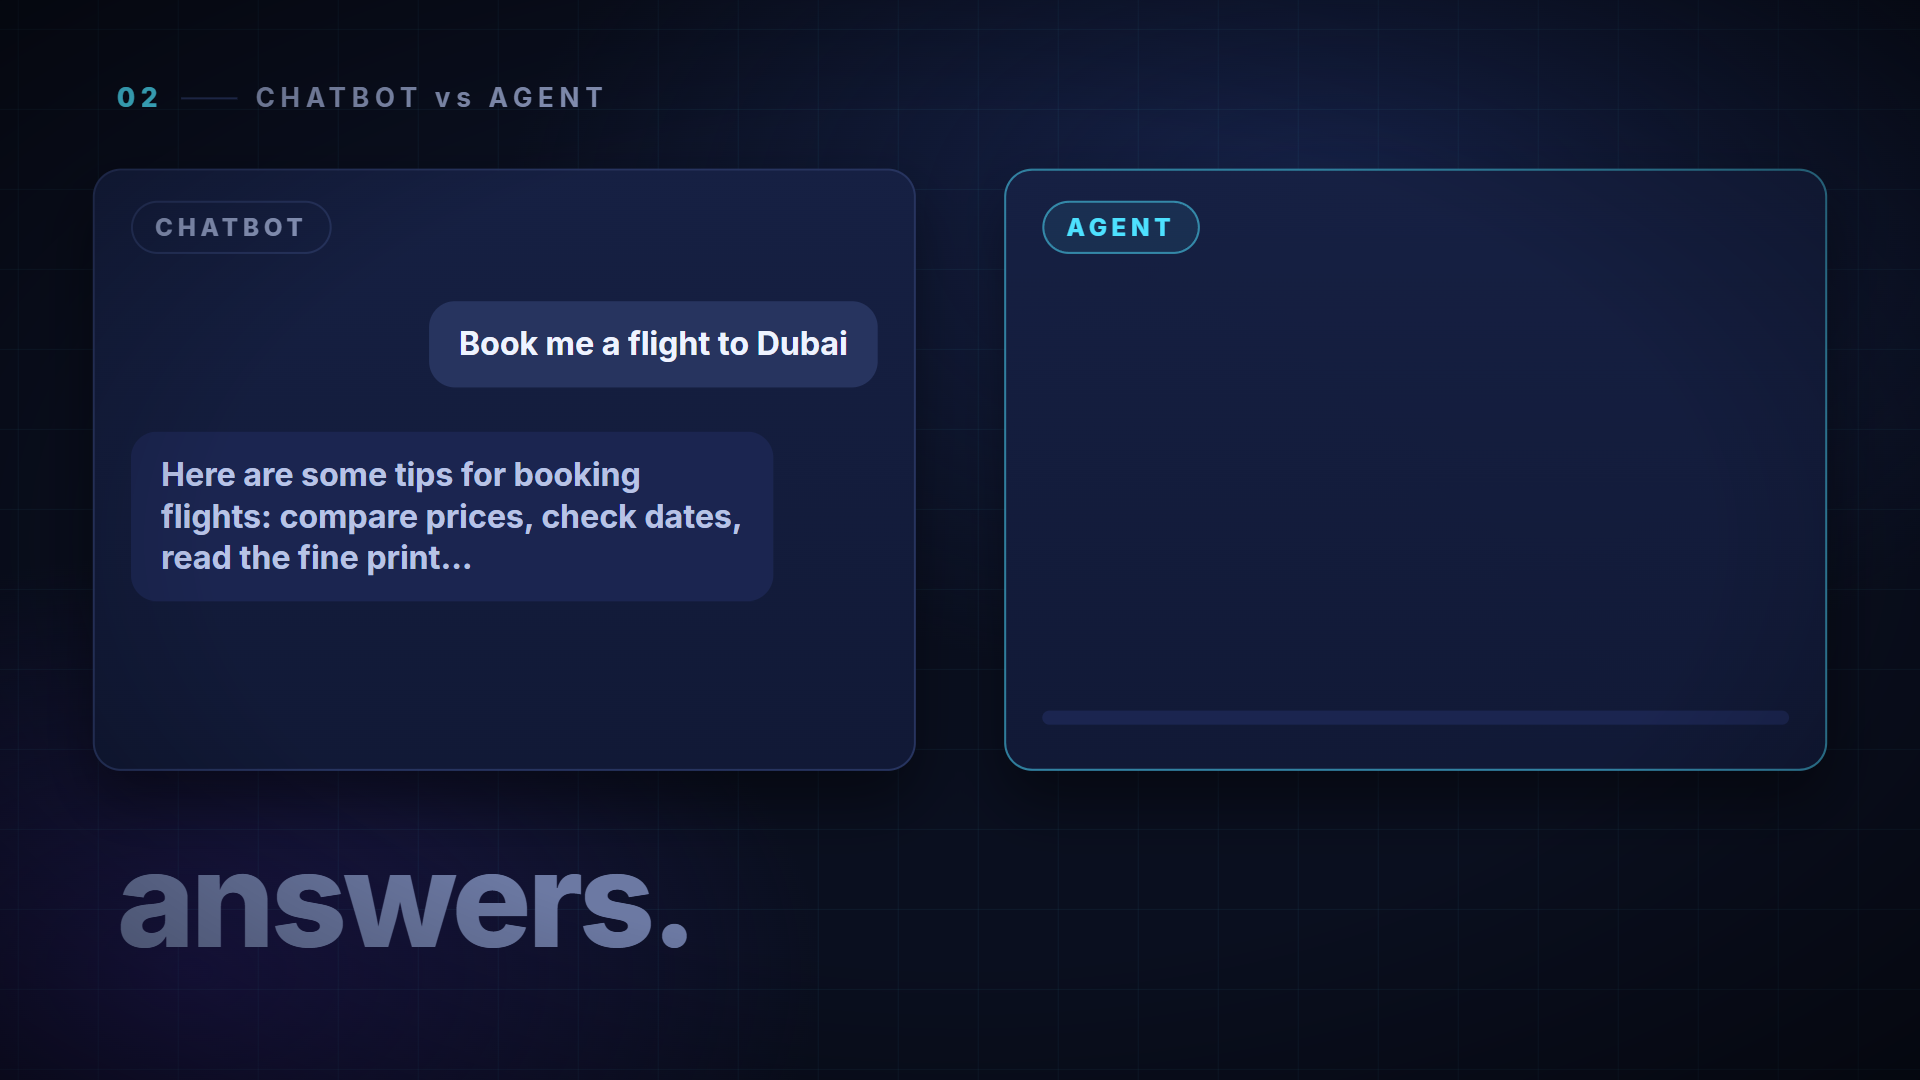 02 CHATBOT vs AGENT
CHATBOT
Book me a flight to Dubai
Here are some tips for booking
flights: compare prices, check dates,
read the fine print...
AGENT
answers.